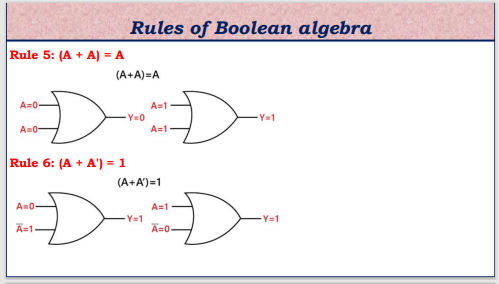 Rules of Boolean algebra
Rule 5: (A + A) = A
(A+A)=A
A=0
A=0
Y=0
A=1
A=1
Y=1
Rule 6: (A + A') = 1
(A+A')=1
A=0
A̅=1
Y=1
A=1
A̅=0
Y=1